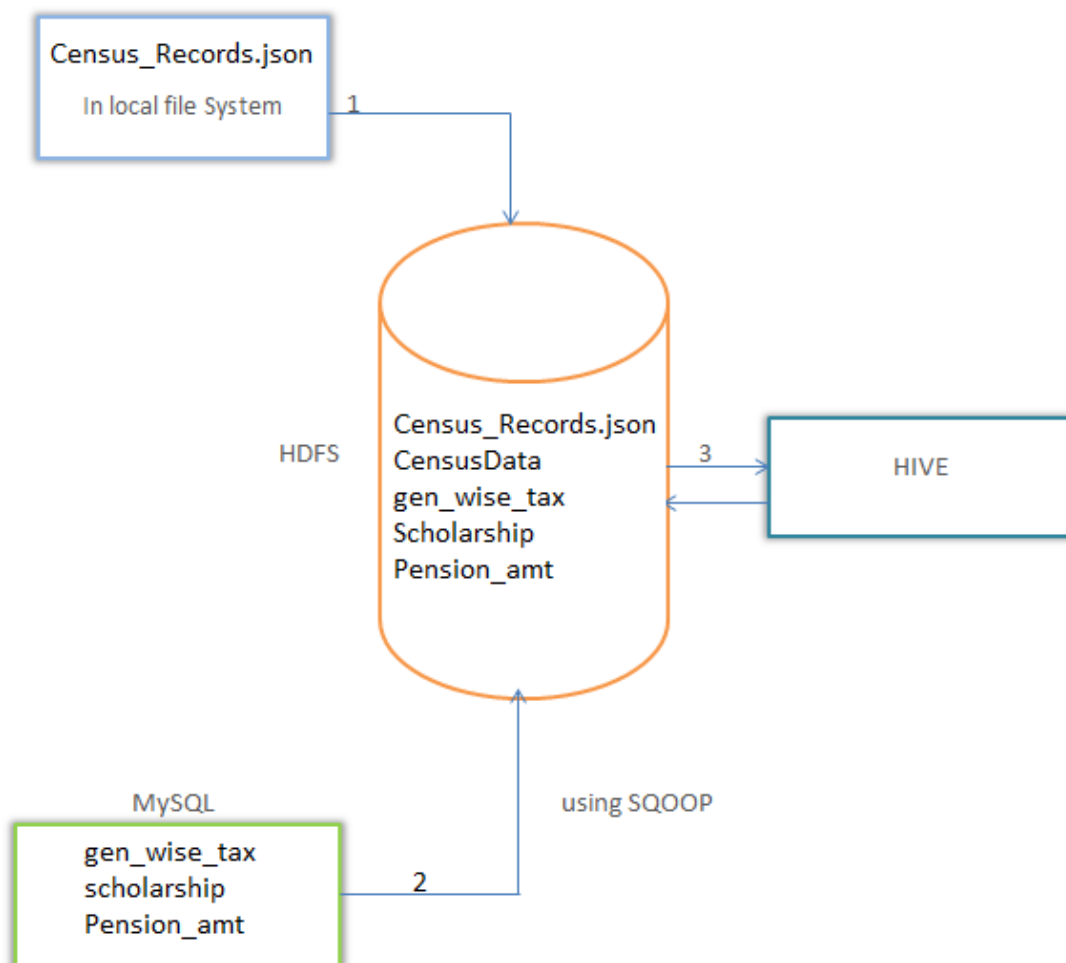 Census_Records.json
In local file System
1
HDFS
Census_Records.json
CensusData
gen_wise_tax
Scholarship
Pension_amt
3
HIVE
MySQL
using SQOOP
gen_wise_tax
scholarship
Pension_amt
2